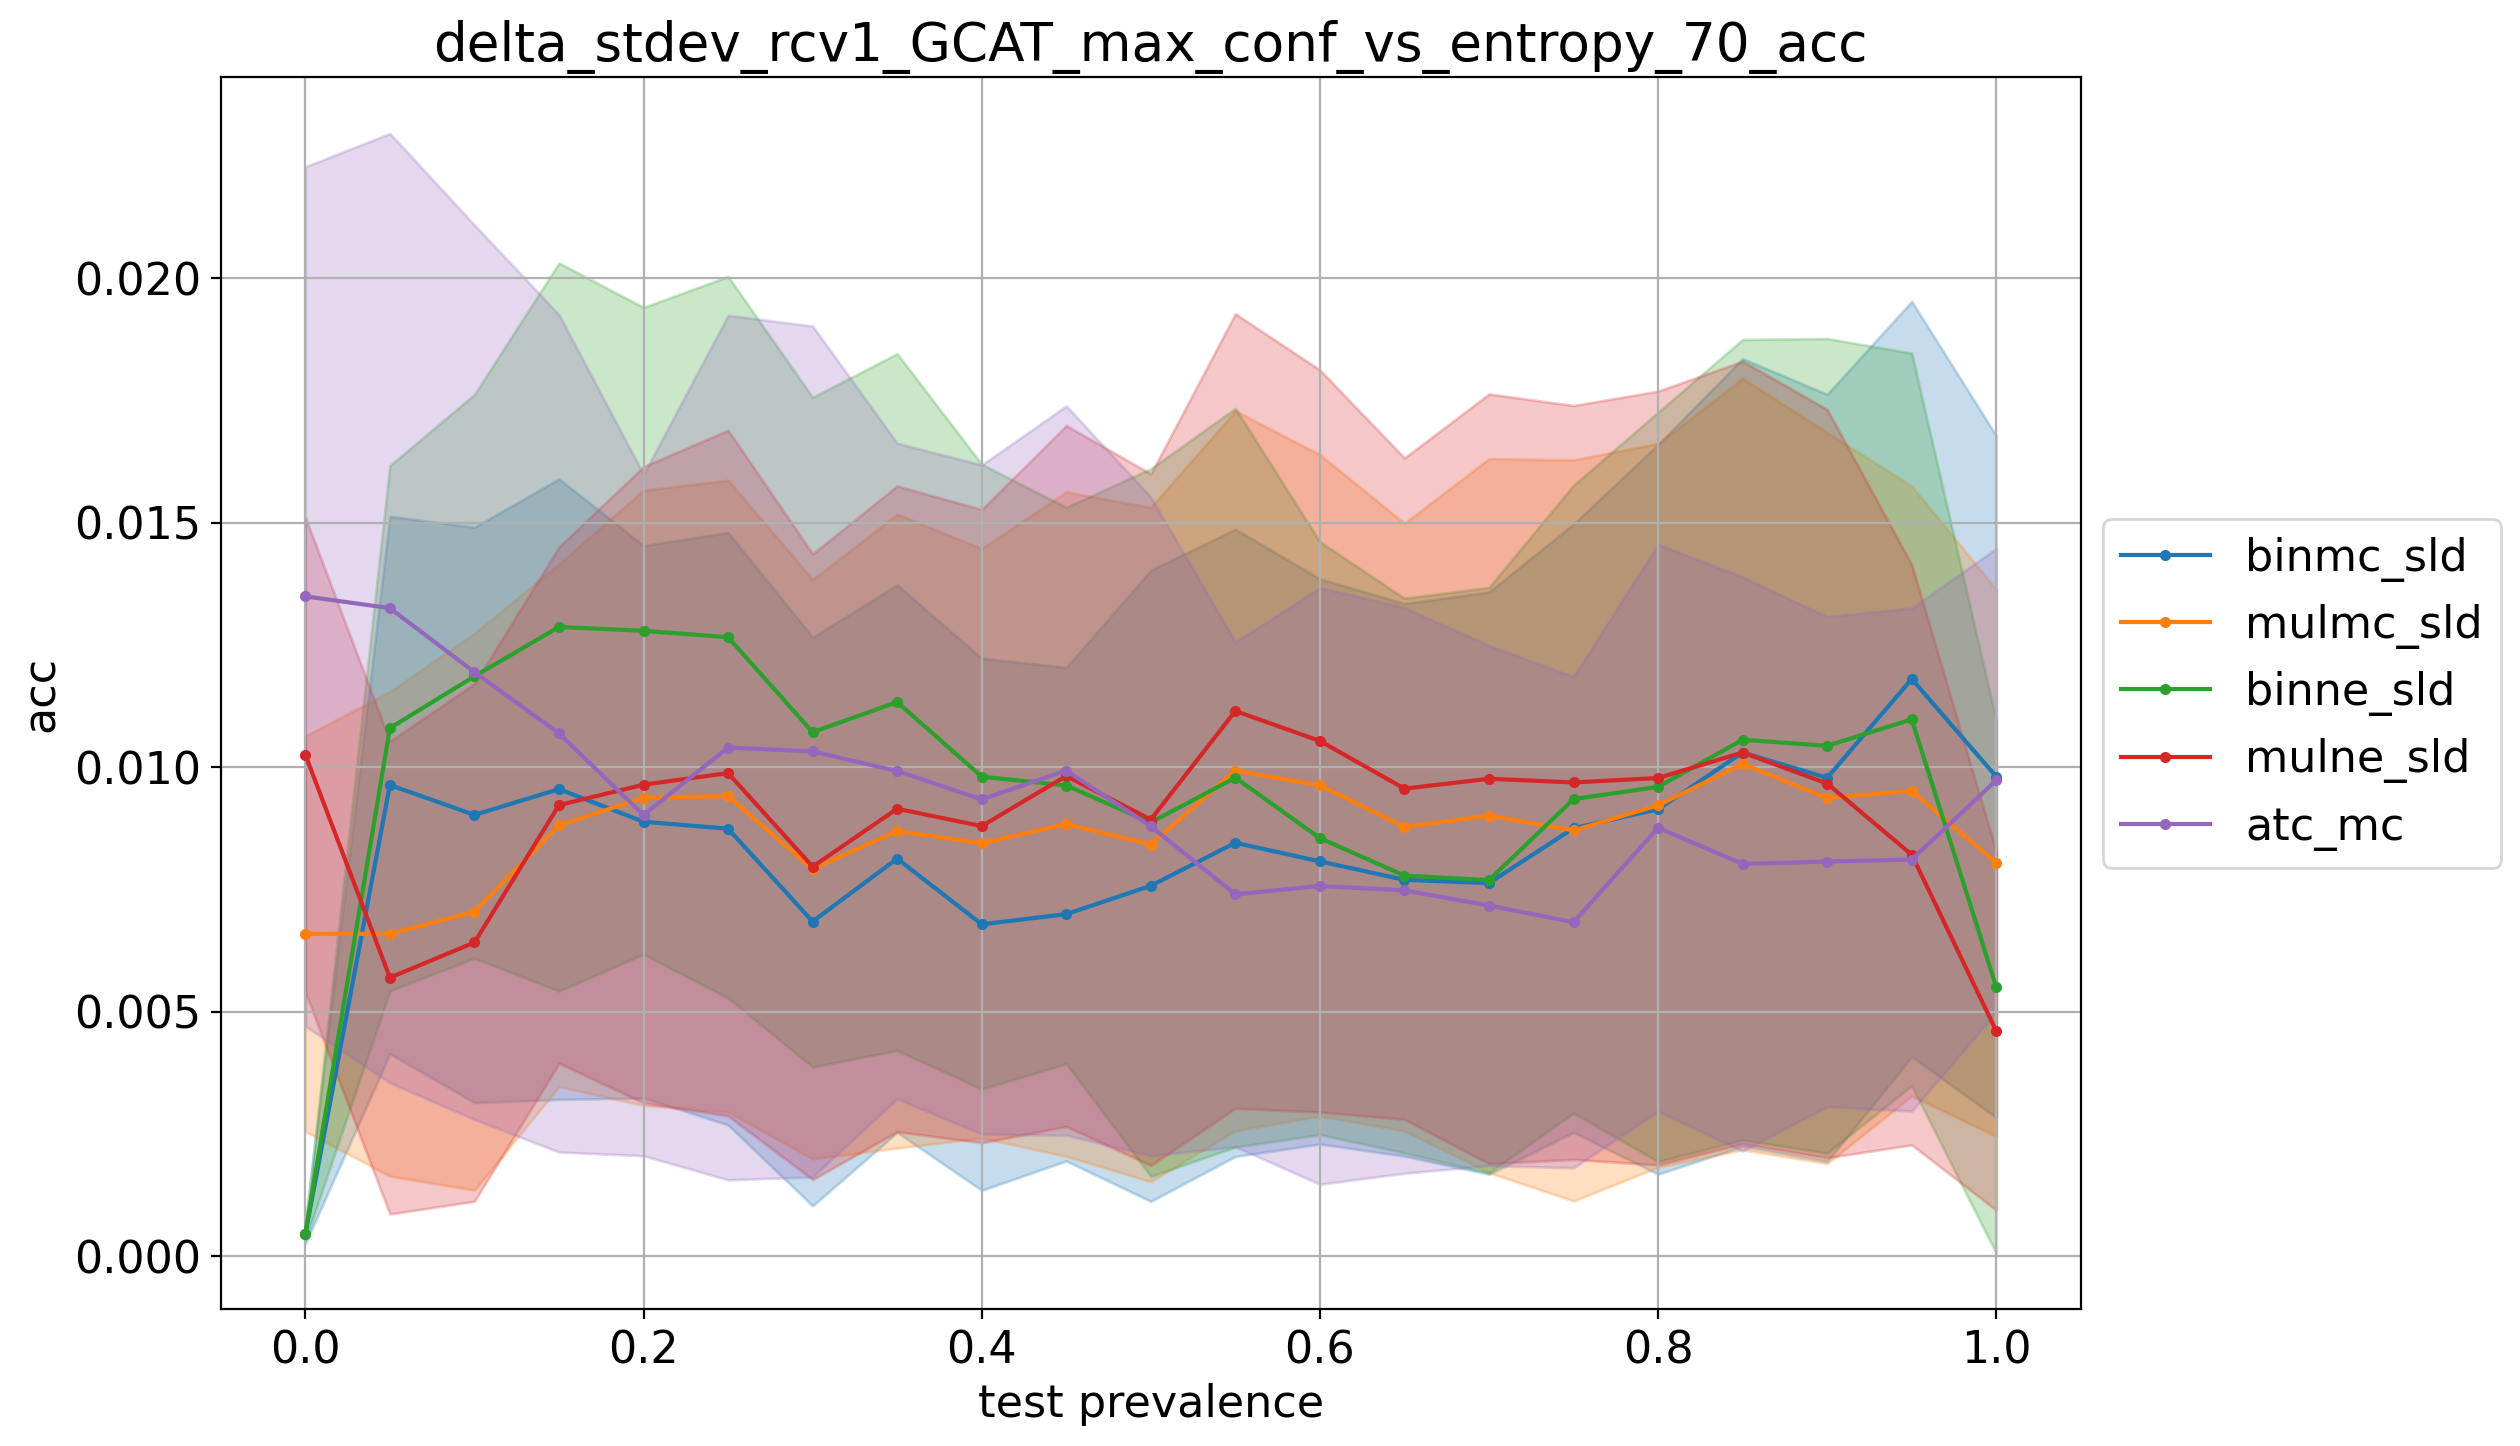 delta_stdev_rcv1_GCAT_max_conf_vs_entropy_70_acc
acc
0.020
0.015
0.010
0.005
0.000
0.0 0.2 0.4 0.6 0.8 1.0
test prevalence
binmc_sld
mulmc_sld
binne_sld
mulne_sld
atc_mc